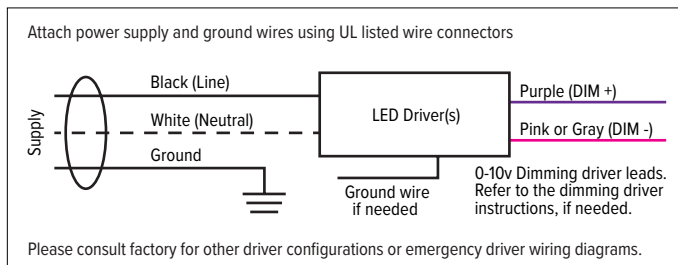 Attach power supply and ground wires using UL listed wire connectors
Supply
Black (Line)
White (Neutral)
Ground
LED Driver(s)
Purple (DIM +)
Pink or Gray (DIM -)
Ground wire
if needed
0-10v Dimming driver leads.
Refer to the dimming driver
instructions, if needed.
Please consult factory for other driver configurations or emergency driver wiring diagrams.